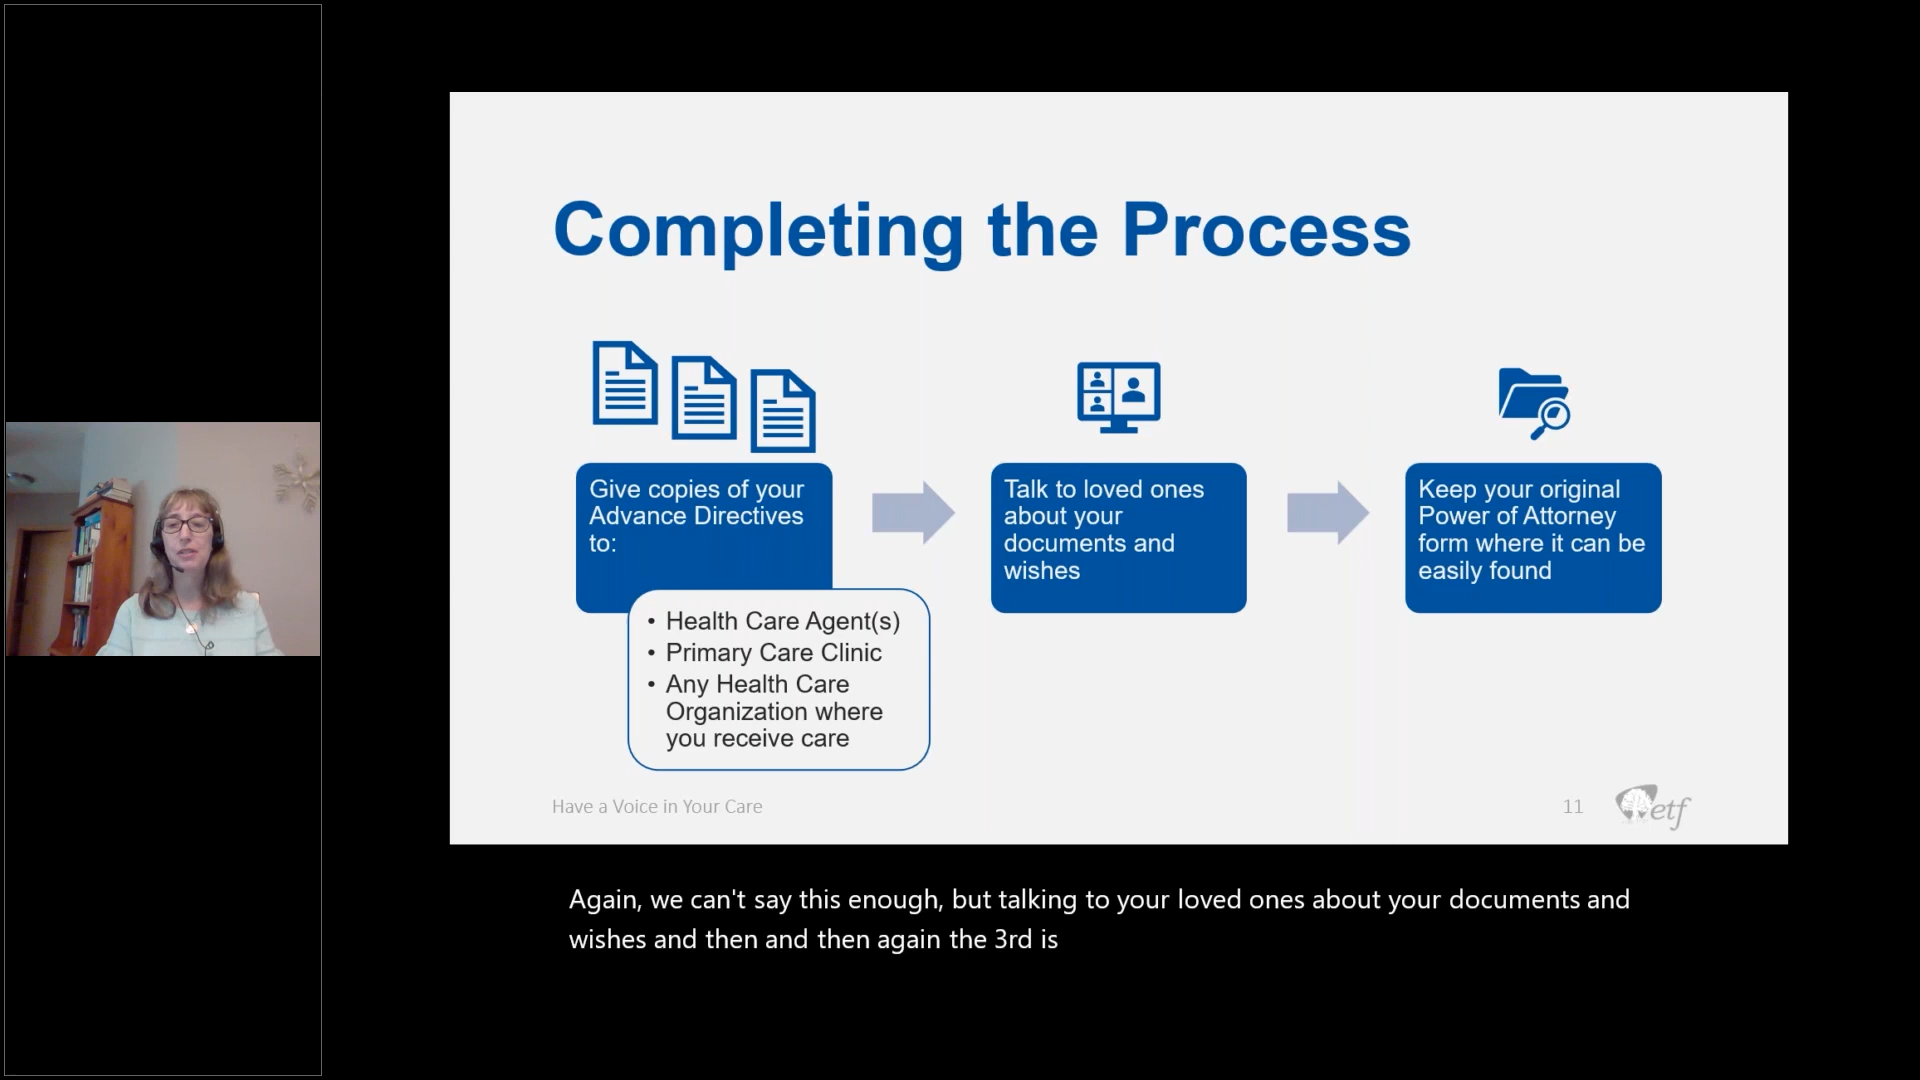 Completing the Process
Give copies of your
Advance Directives
to:
• Health Care Agent(s)
• Primary Care Clinic
• Any Health Care
Organization where
you receive care
Talk to loved ones
about your
documents and
wishes
Keep your original
Power of Attorney
form where it can be
easily found
Have a Voice in Your Care
11
etf
Again, we can't say this enough, but talking to your loved ones about your documents and
wishes and then and then again the 3rd is